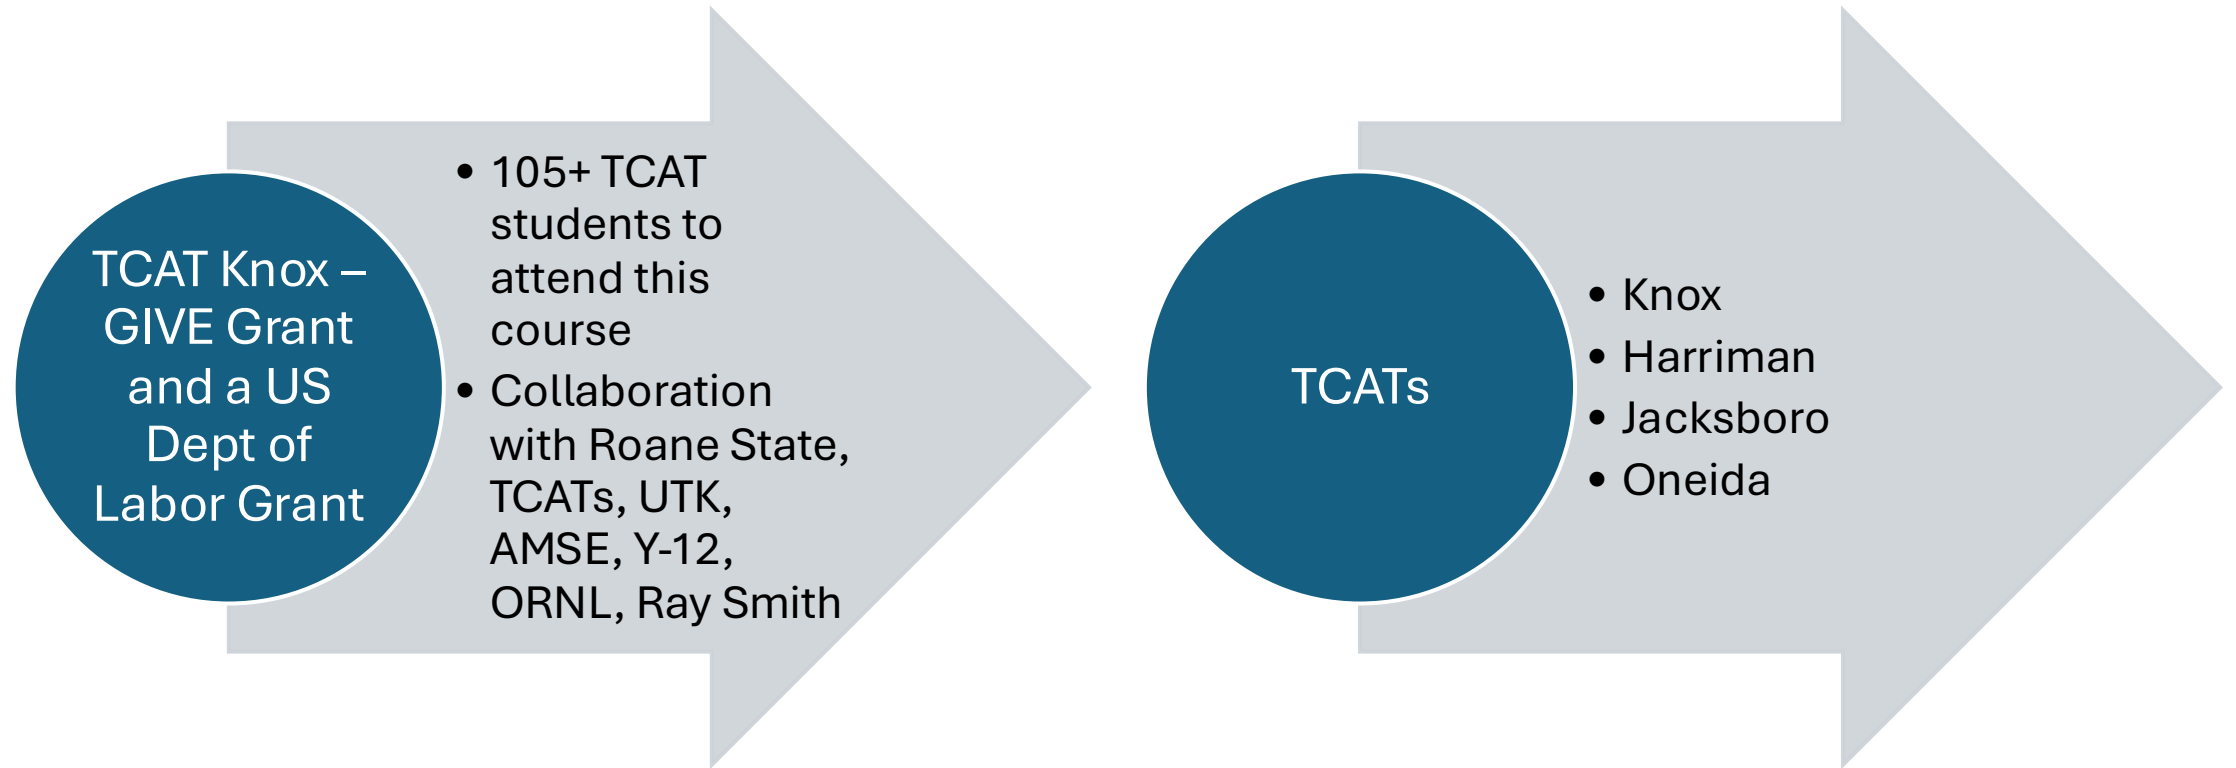 TCAT Knox –
GIVE Grant
and a US
Dept of
Labor Grant
• 105+ TCAT
students to
attend this
course
• Collaboration
with Roane State,
TCATs, UTK,
AMSE, Y-12,
ORNL, Ray Smith
TCATs
• Knox
• Harriman
• Jacksboro
• Oneida